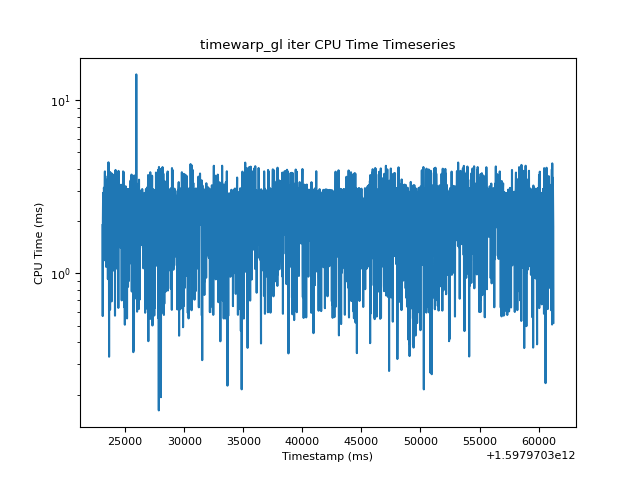 timewarp_gl iter CPU Time Timeseries
CPU Time (ms)
10^1
10^0
25000 30000 35000 40000 45000 50000 55000 60000
Timestamp (ms)
+1.5979703e12